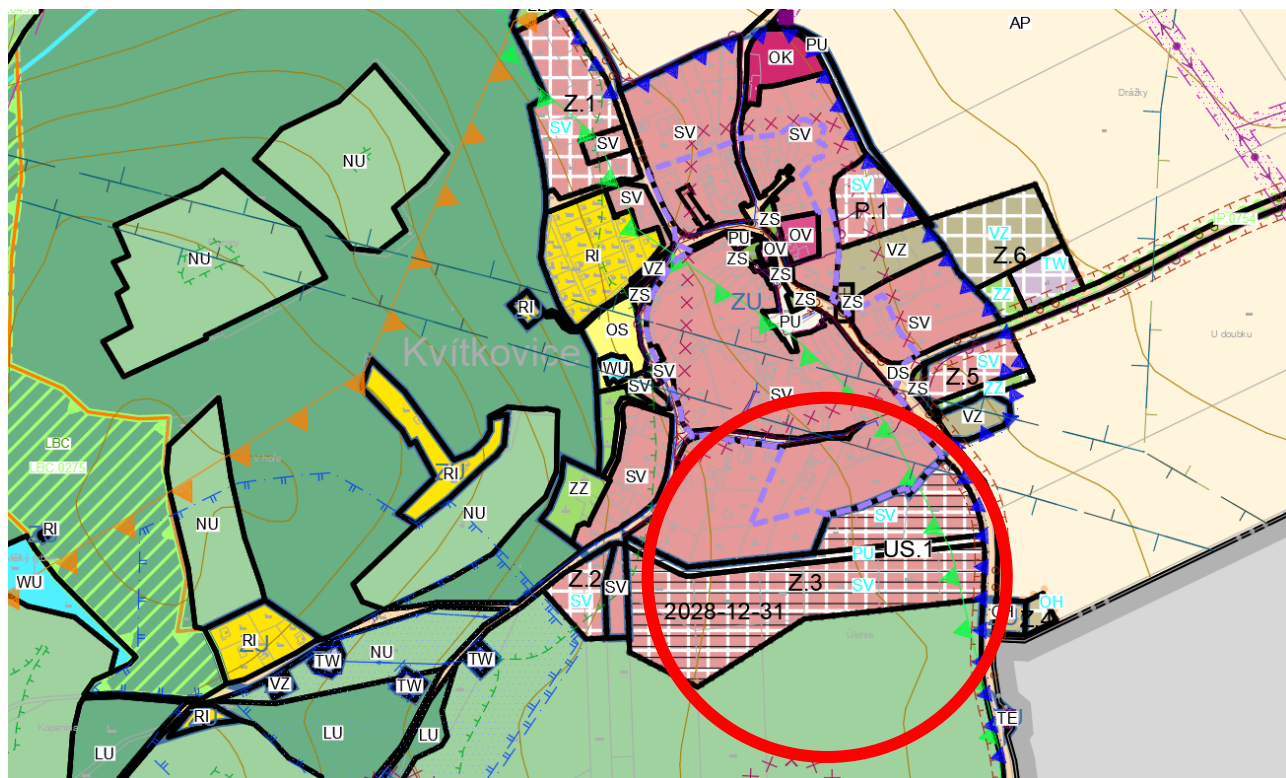 AP
PU
OK
Drážky
Z.1
SV
SV
SV
SV
NU
SV
SV
P.1
ZS
OV
PU
OV
VZ
Z.6
TW
NU
RI
ZS
VZ
ZS
VZ
ZS
ZS
ZS
ZZ
RI
ZU
PU
SV
U doubku
OS
Kvítkovice
WU
SV
SV
SV
DS
Z.5
ZS
ZZ
SV
VZ
LBC
LBC.0275
RI
ZZ
SV
NU
NU
SV
RI
US.1
PU
WU
Z.2
SV
SV
Z.3
SV
2028-12-31
OH
OH
Z.4
RI
NU
TW
TW
TW
VZ
RI
LU
LU
LU
TE